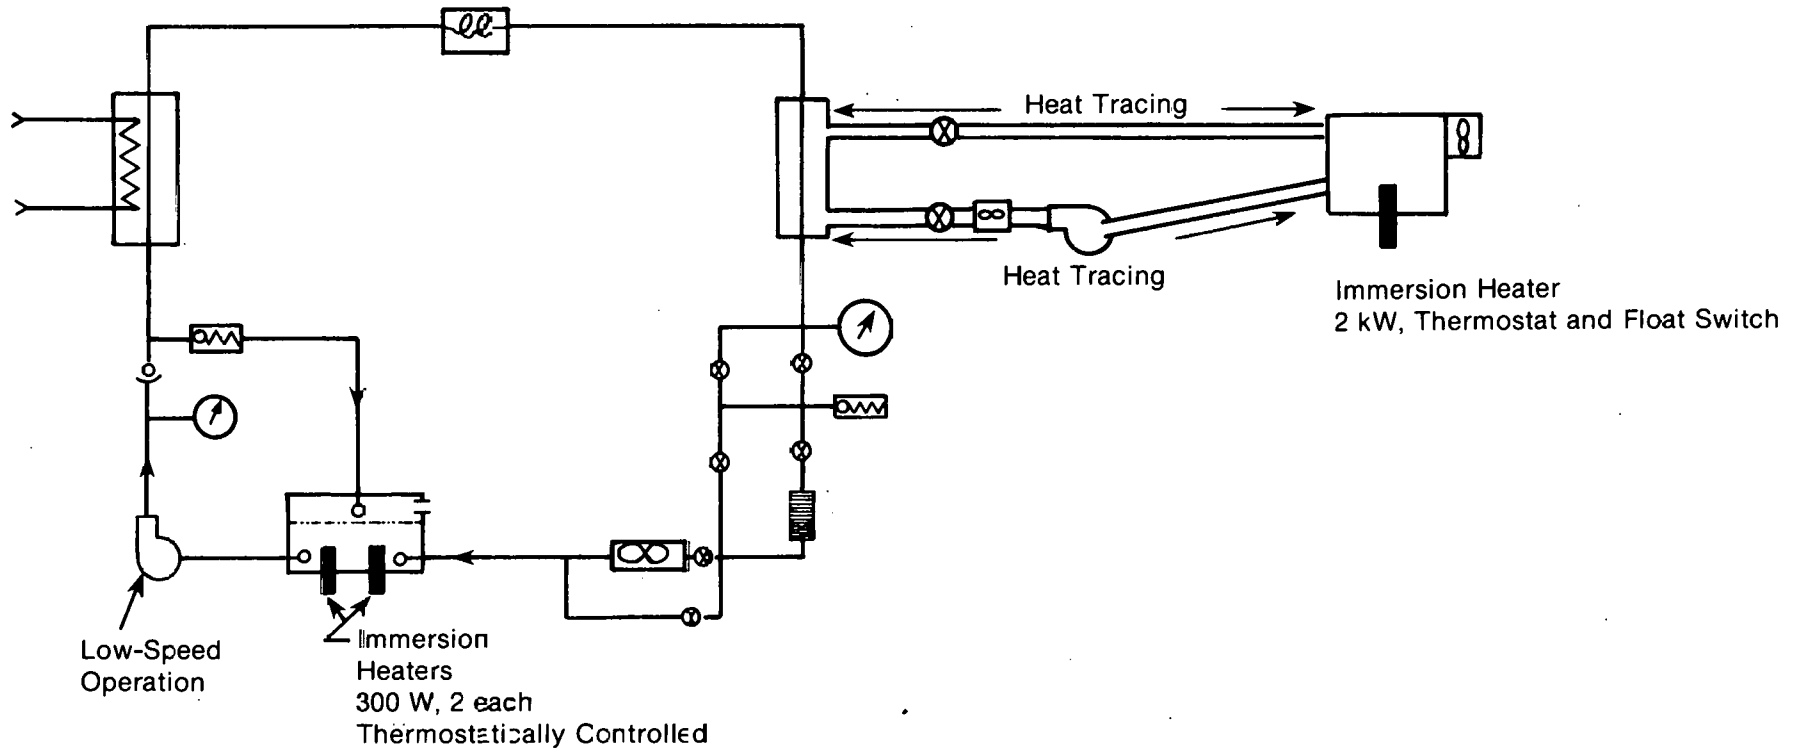 Heat Tracing
Heat Tracing
Immersion Heater
2 kW, Thermostat and Float Switch
Low-Speed
Operation
Immersion
Heaters
300 W, 2 each
Thermostatically Controlled